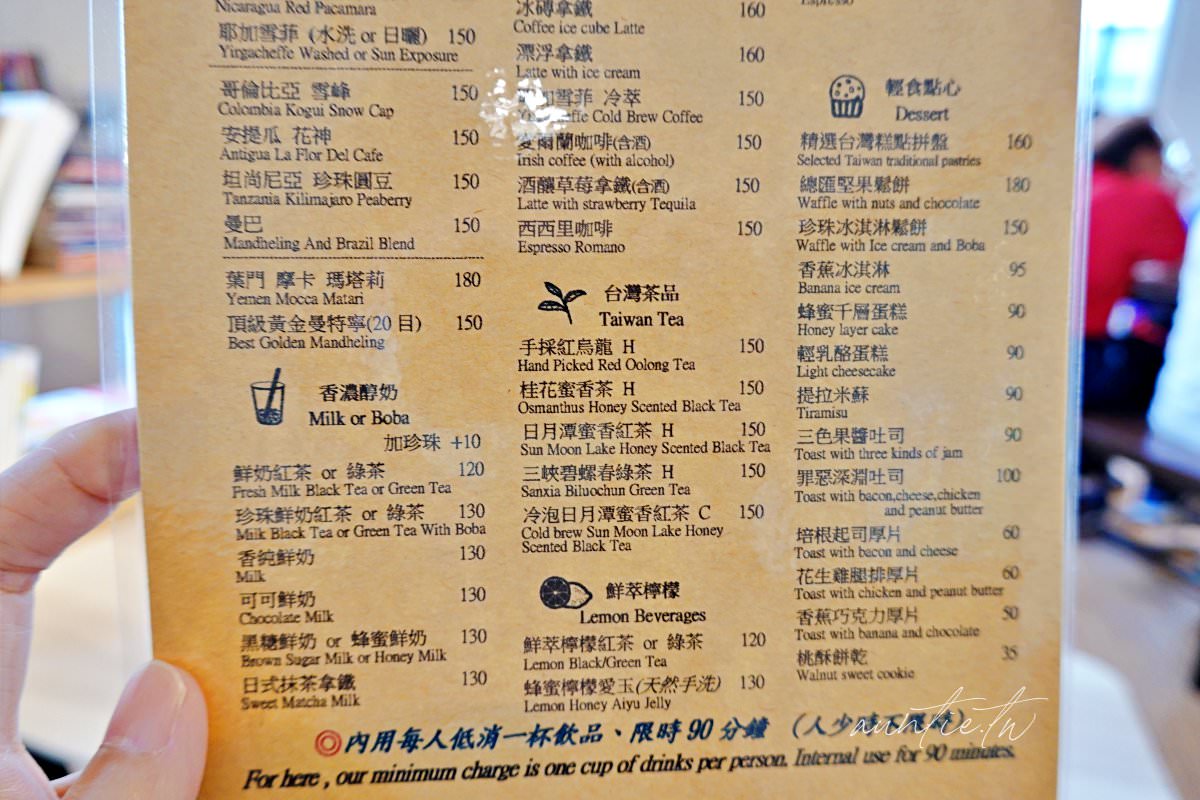 Nicaragua Red Pacamara
耶加雪菲 (水洗 or 日曬) 150
Yirgacheffe Washed or Sun Exposure
哥倫比亞 雪峰 150
Colombia Kogui Snow Cap
安提瓜 花神 150
Antigua La Flor Del Cafe
坦尚尼亞 珍珠圓豆 150
Tanzania Kilimajaro Peaberry
曼巴 150
Mandheling And Brazil Blend
葉門 摩卡 瑪塔莉 180
Yemen Mocca Matari
頂級黃金曼特寧(20 目) 150
Best Golden Mandheling
香濃醇奶
Milk or Boba
加珍珠 +10
鮮奶紅茶 or 綠茶 120
Fresh Milk Black Tea or Green Tea
珍珠鮮奶紅茶 or 綠茶 130
Milk Black Tea or Green Tea With Boba
香純鮮奶 130
Milk
可可鮮奶 130
Chocolate Milk
黑糖鮮奶 or 蜂蜜鮮奶 130
Brown Sugar Milk or Honey Milk
日式抹茶拿鐵 130
Sweet Matcha Milk
冰磚拿鐵 160
Coffee ice cube Latte
漂浮拿鐵 160
Latte with ice cream
加雪菲 冷萃 150
Cold Brew Coffee
愛爾蘭咖啡(含酒) 150
Irish coffee (with alcohol)
酒釀草莓拿鐵(含酒) 150
Latte with strawberry Tequila
西西里咖啡 150
Espresso Romano
台灣茶品
Taiwan Tea
手採紅烏龍 H 150
Hand Picked Red Oolong Tea
桂花蜜香茶 H 150
Osmanthus Honey Scented Black Tea
日月潭蜜香紅茶 H 150
Sun Moon Lake Honey Scented Black Tea
三峽碧螺春綠茶 H 150
Sanxia Biluochun Green Tea
冷泡日月潭蜜香紅茶 C 150
Cold brew Sun Moon Lake Honey
Scented Black Tea
鮮萃檸檬
Lemon Beverages
鮮萃檸檬紅茶 or 綠茶 120
Lemon Black/Green Tea
蜂蜜檸檬愛玉(天然手洗) 130
Lemon Honey Aiyu Jelly
Espresso
輕食點心
Dessert
精選台灣糕點拼盤 160
Selected Taiwan traditional pastries
總匯堅果鬆餅 180
Waffle with nuts and chocolate
珍珠冰淇淋鬆餅 150
Waffle with Ice cream and Boba
香蕉冰淇淋 95
Banana ice cream
蜂蜜千層蛋糕 90
Honey layer cake
輕乳酪蛋糕 90
Light cheesecake
提拉米蘇 90
Tiramisu
三色果醬吐司 90
Toast with three kinds of jam
罪惡深淵吐司 100
Toast with bacon,cheese,chicken
and peanut butter
培根起司厚片 60
Toast with bacon and cheese
花生雞腿排厚片 60
Toast with chicken and peanut butter
香蕉巧克力厚片 50
Toast with banana and chocolate
桃酥餅乾 35
Walnut sweet cookie
◎內用每人低消一杯飲品、限時 90 分鐘 (人少時不限時)
For here , our minimum charge is one cup of drinks per person. Internal use for 90 minutes.
auntie.tw